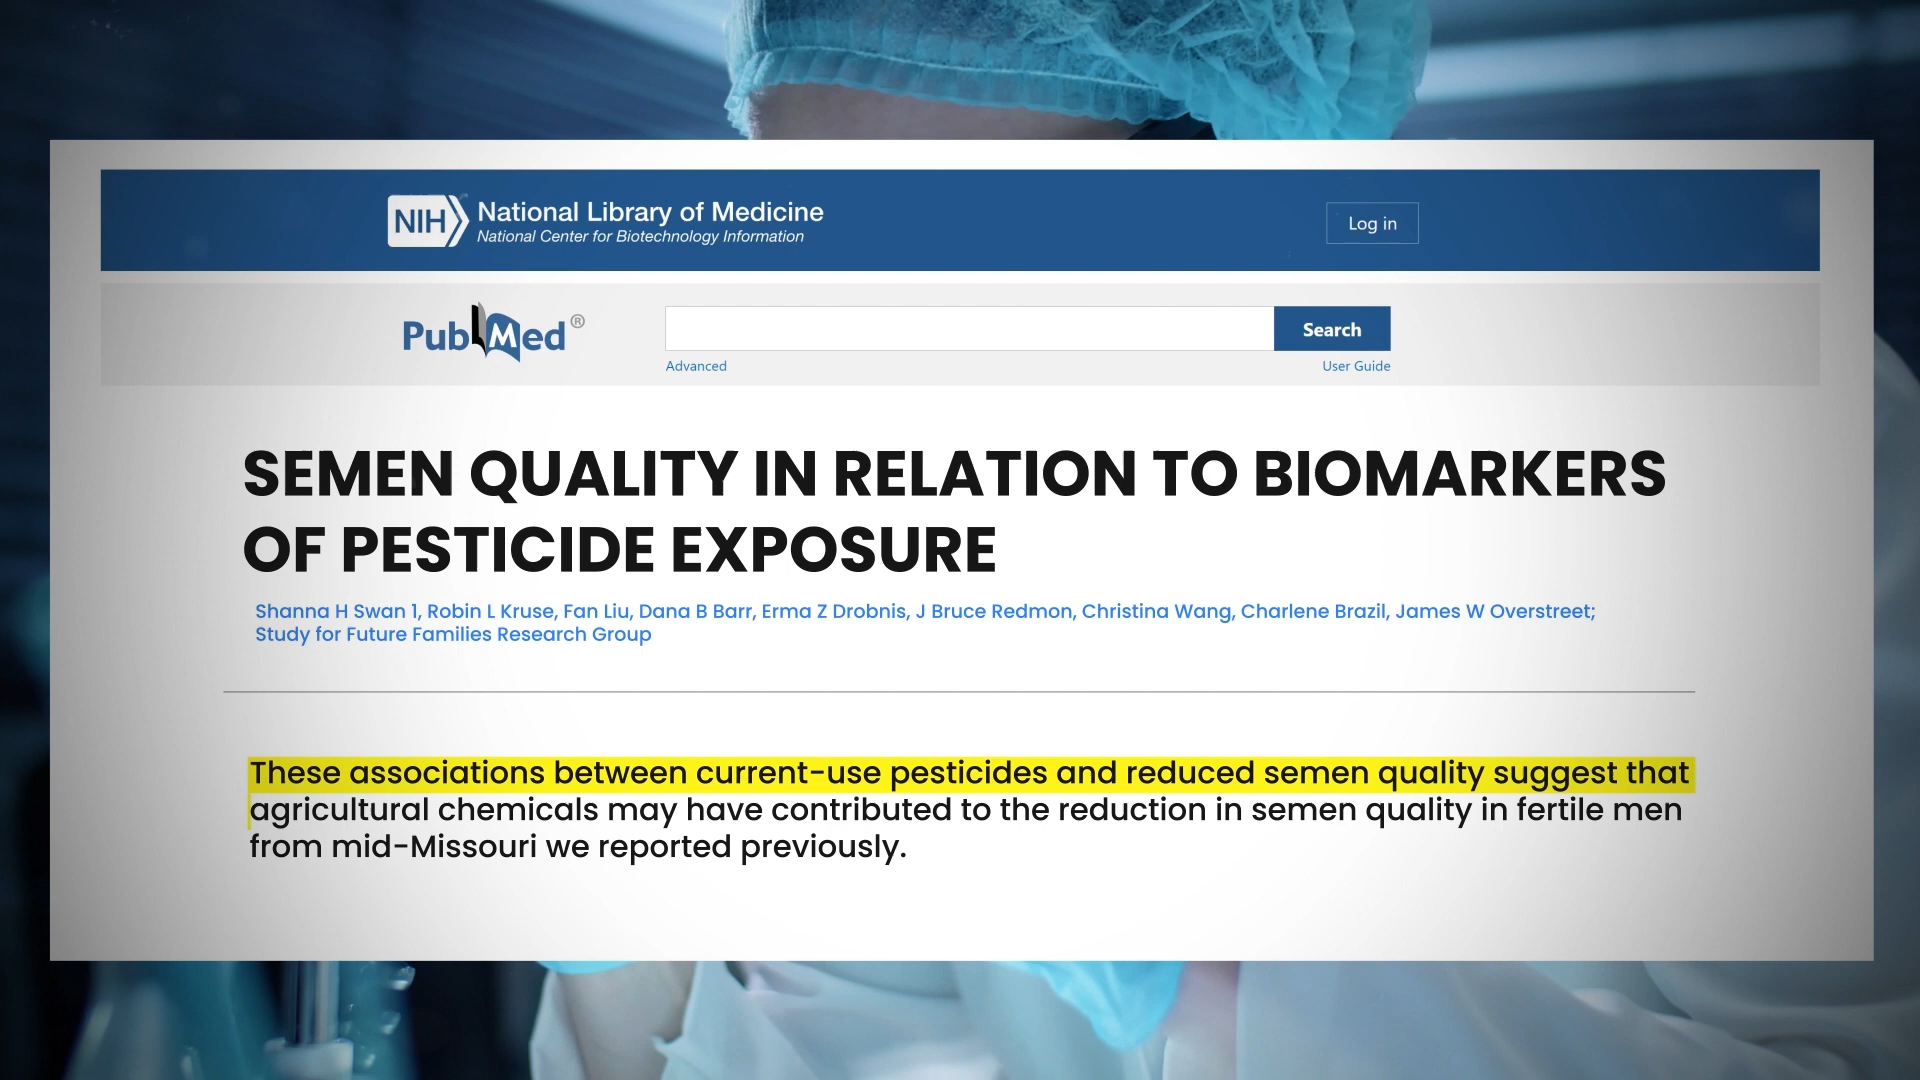 NIH National Library of Medicine
National Center for Biotechnology Information
Log in
PubMed®
Search
Advanced
User Guide
SEMEN QUALITY IN RELATION TO BIOMARKERS
OF PESTICIDE EXPOSURE
Shanna H Swan 1, Robin L Kruse, Fan Liu, Dana B Barr, Erma Z Drobnis, J Bruce Redmon, Christina Wang, Charlene Brazil, James W Overstreet;
Study for Future Families Research Group
These associations between current-use pesticides and reduced semen quality suggest that
agricultural chemicals may have contributed to the reduction in semen quality in fertile men
from mid-Missouri we reported previously.